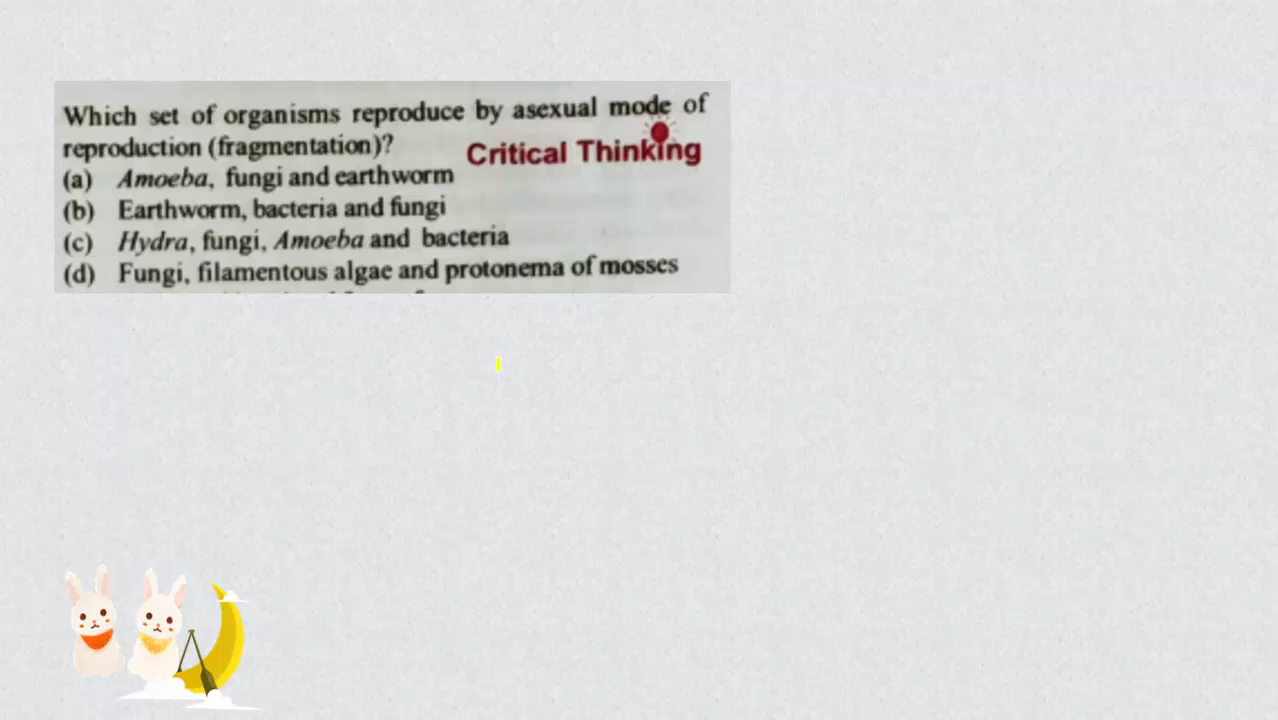 Which set of organisms reproduce by asexual mode of
reproduction (fragmentation)?
Critical Thinking
(a) Amoeba, fungi and earthworm
(b) Earthworm, bacteria and fungi
(c) Hydra, fungi, Amoeba and bacteria
(d) Fungi, filamentous algae and protonema of mosses